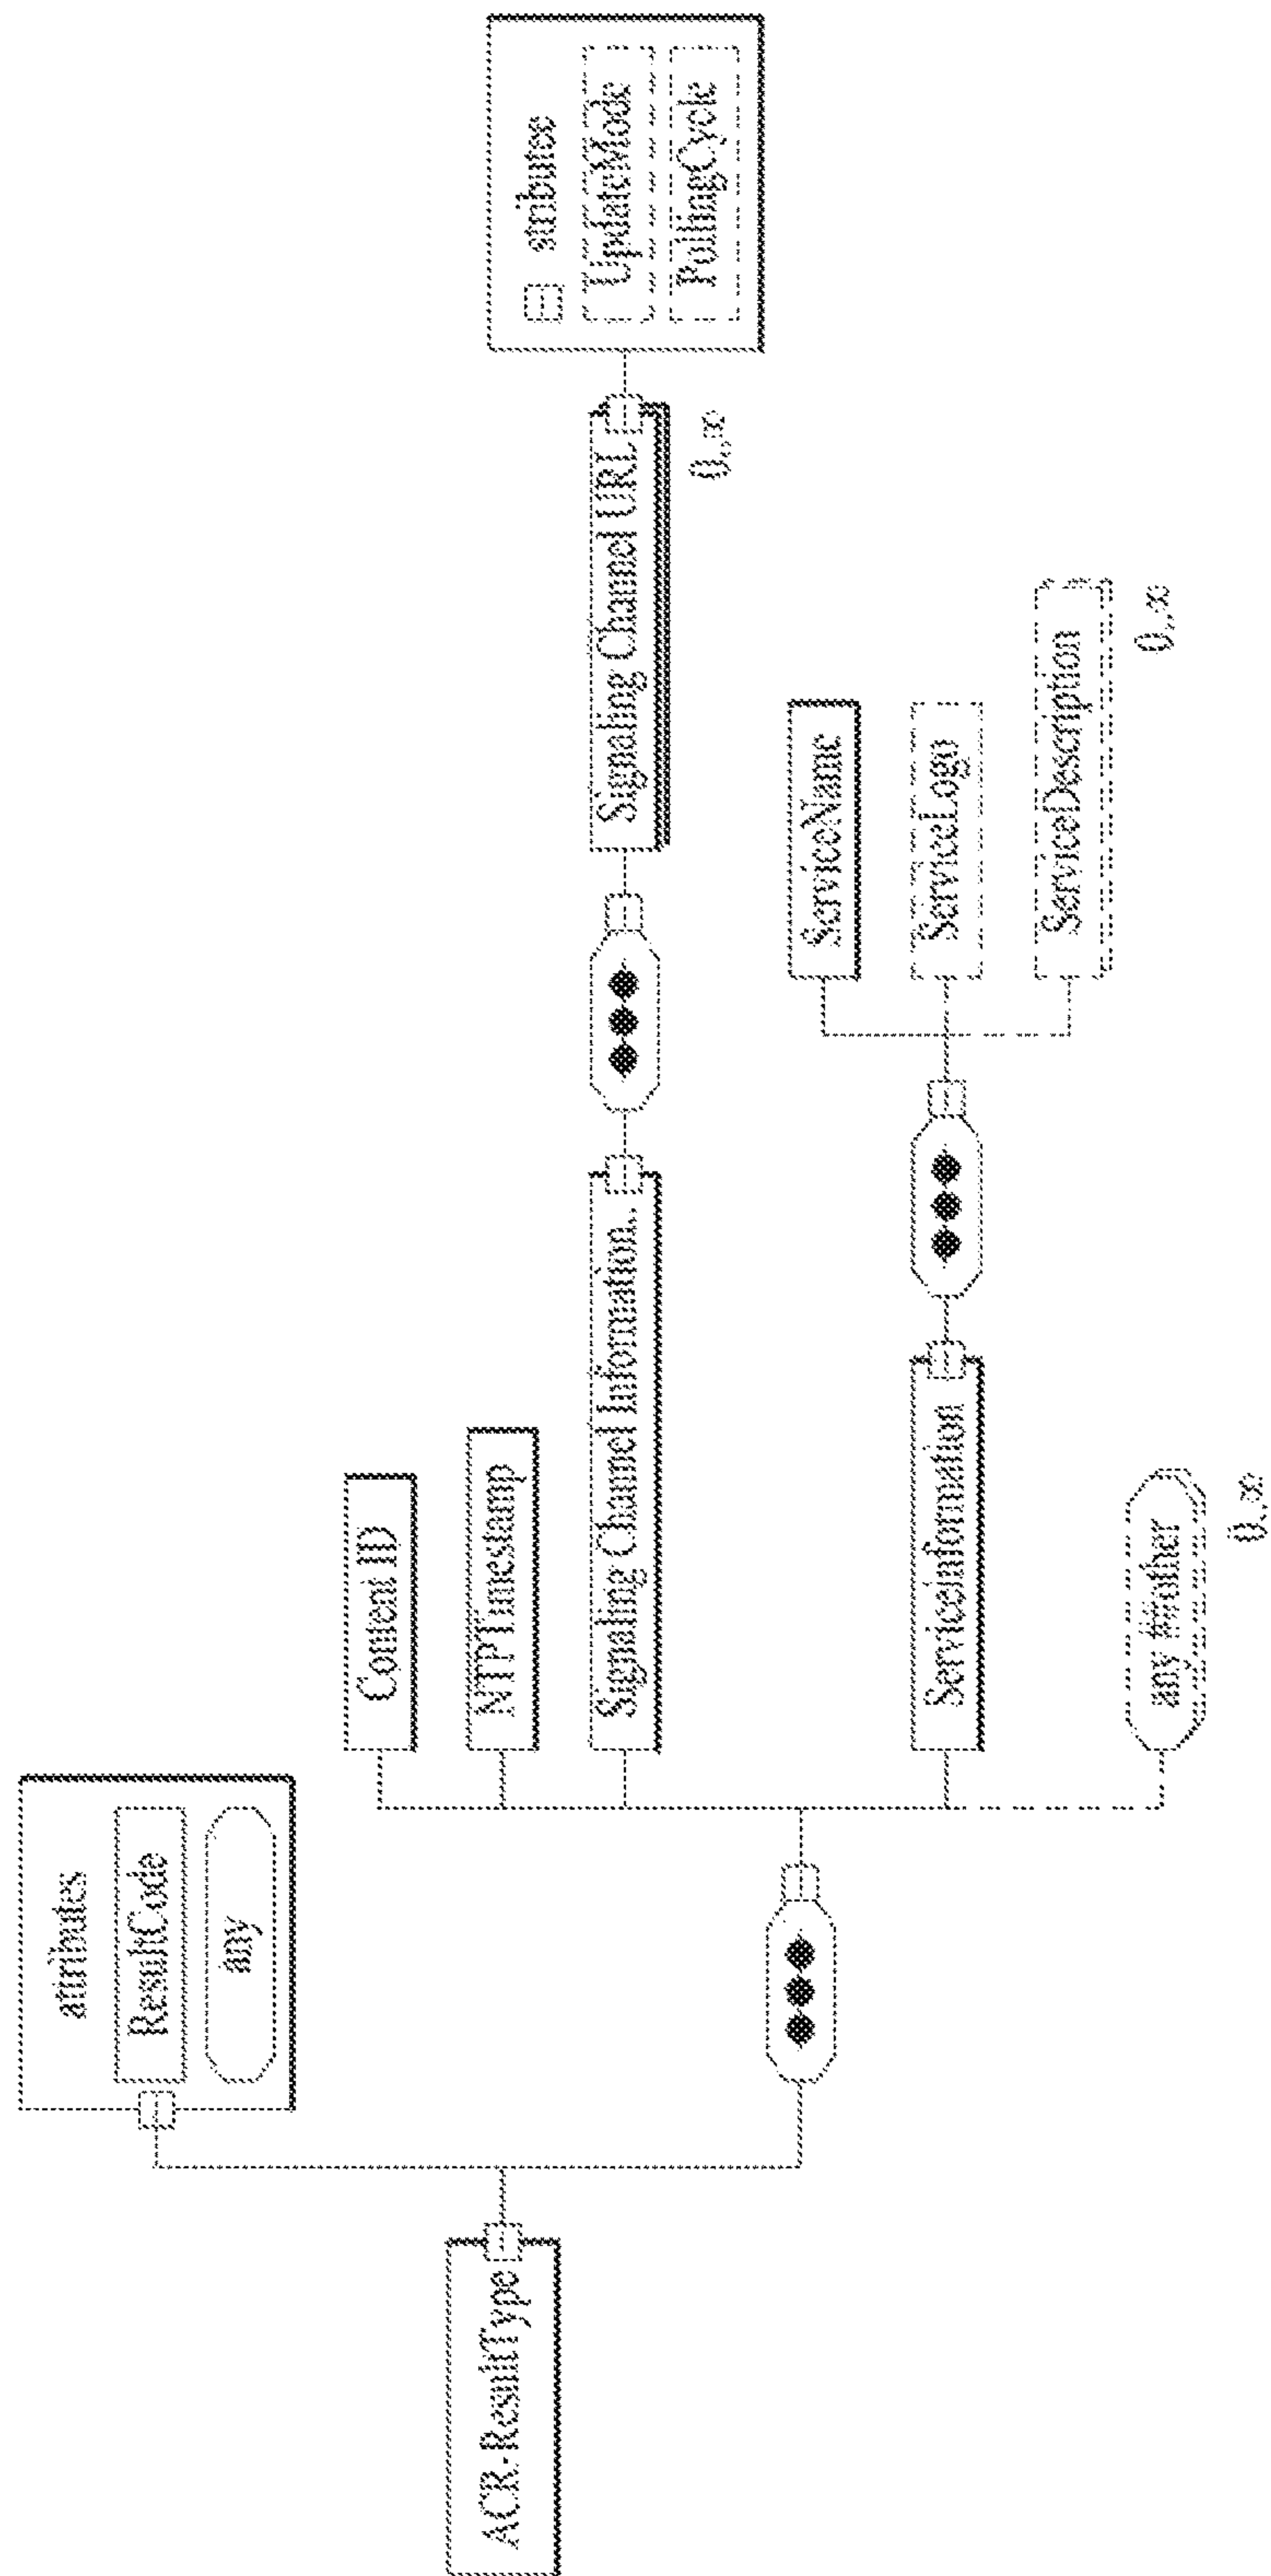 ACR-ResultType
attributes
ResultCode
any
Content ID
NTPTimestamp
Signaling Channel Information..
Signaling Channel URL
0..∞
attributes
UpdateMode
PollingCycle
Serviceinformation
ServiceName
ServiceLogo
ServiceDescription
0..∞
any ##other
0..∞